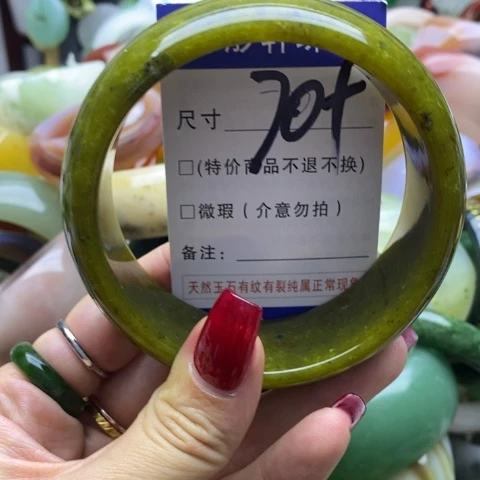 尺寸 70+
□(特价商品不退不换)
□微瑕(介意勿拍)
备注:
天然玉石有纹有裂纯属正常现象